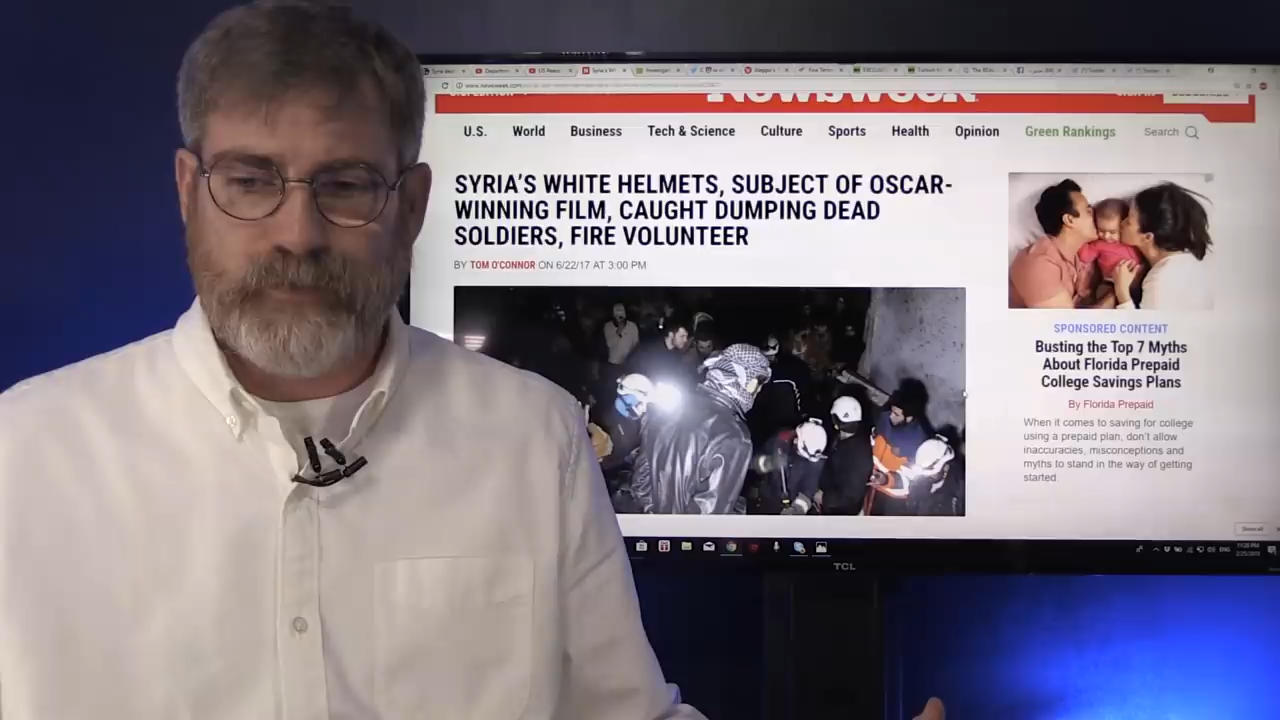 Newsweek
U.S. World Business Tech & Science Culture Sports Health Opinion Green Rankings Search
SYRIA'S WHITE HELMETS, SUBJECT OF OSCAR-
WINNING FILM, CAUGHT DUMPING DEAD
SOLDIERS, FIRE VOLUNTEER
BY TOM O'CONNOR ON 6/22/17 AT 3:00 PM
SPONSORED CONTENT
Busting the Top 7 Myths
About Florida Prepaid
College Savings Plans
By Florida Prepaid
When it comes to saving for college
using a prepaid plan, don't allow
inaccuracies, misconceptions and
myths to stand in the way of getting
started.
TCL